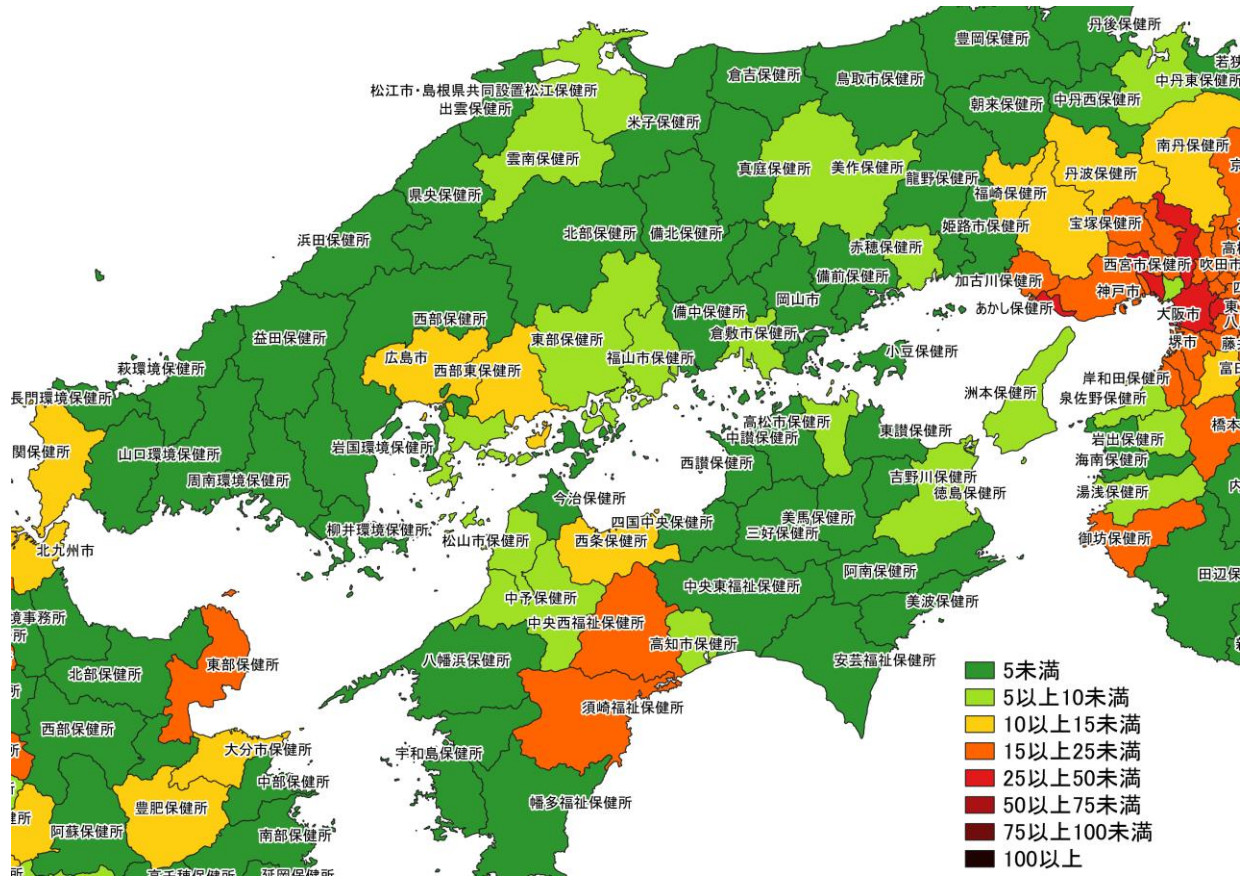 丹後保健所
豊岡保健所
若狭
倉吉保健所
鳥取市保健所
中丹東保健所
松江市・島根県共同設置松江保健所
中丹西保健所
出雲保健所
朝来保健所
米子保健所
南丹保健所
雲南保健所
真庭保健所
美作保健所
丹波保健所
龍野保健所
県央保健所
福崎保健所
宝塚保健所
姫路市保健所
浜田保健所
北部保健所
備北保健所
赤穂保健所
西宮市保健所
吹田市
備前保健所
加古川保健所
神戸市
岡山市
あかし保健所
大阪市
西部保健所
備中保健所
東部保健所
倉敷市保健所
益田保健所
堺市
小豆保健所
広島市
福山市保健所
萩環境保健所
西部東保健所
岸和田保健所
洲本保健所
長門環境保健所
泉佐野保健所
高松市保健所
橋本
中讃保健所
東讃保健所
岩出保健所
岩国環境保健所
関保健所
山口環境保健所
西讃保健所
海南保健所
吉野川保健所
周南環境保健所
徳島保健所
湯浅保健所
今治保健所
美馬保健所
四国中央保健所
柳井環境保健所
三好保健所
松山市保健所
西条保健所
御坊保健所
北九州市
阿南保健所
田辺保
中央東福祉保健所
中予保健所
美波保健所
中央西福祉保健所
境事務所
高知市保健所
東部保健所
八幡浜保健所
安芸福祉保健所
北部保健所
須崎福祉保健所
西部保健所
大分市保健所
宇和島保健所
中部保健所
幡多福祉保健所
豊肥保健所
阿蘇保健所
南部保健所
高千穂保健所
延岡保健所
5未満
5以上10未満
10以上15未満
15以上25未満
25以上50未満
50以上75未満
75以上100未満
100以上